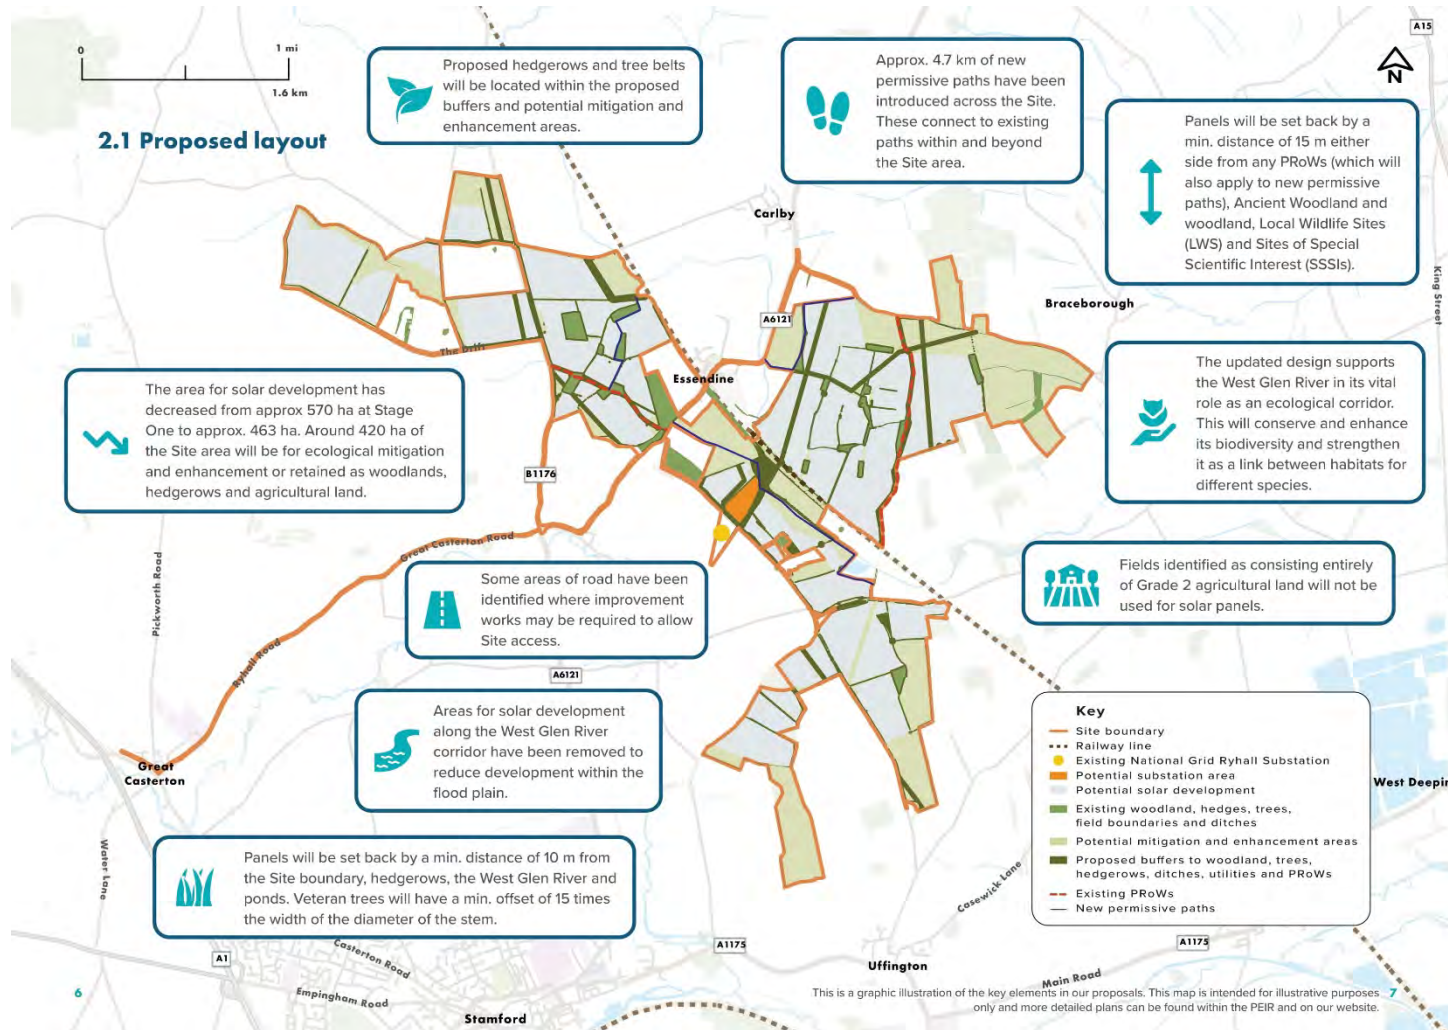 0
1 mi
1.6 km
2.1 Proposed layout
Proposed hedgerows and tree belts
will be located within the proposed
buffers and potential mitigation and
enhancement areas.
Approx. 4.7 km of new
permissive paths have been
introduced across the Site.
These connect to existing
paths within and beyond
the Site area.
A15
N
Panels will be set back by a
min. distance of 15 m either
side from any PRoWs (which will
also apply to new permissive
paths), Ancient Woodland and
woodland, Local Wildlife Sites
(LWS) and Sites of Special
Scientific Interest (SSSIs).
Carlby
King Street
Braceborough
A6121
The Drift
Essendine
The area for solar development has
decreased from approx 570 ha at Stage
One to approx. 463 ha. Around 420 ha of
the Site area will be for ecological mitigation
and enhancement or retained as woodlands,
hedgerows and agricultural land.
The updated design supports
the West Glen River in its vital
role as an ecological corridor.
This will conserve and enhance
its biodiversity and strengthen
it as a link between habitats for
different species.
B1176
Great Casterton Road
Pickworth Road
Ryhall Road
Some areas of road have been
identified where improvement
works may be required to allow
Site access.
Fields identified as consisting entirely
of Grade 2 agricultural land will not be
used for solar panels.
A6121
Areas for solar development
along the West Glen River
corridor have been removed to
reduce development within the
flood plain.
Great
Casterton
Key
Site boundary
Railway line
Existing National Grid Ryhall Substation
Potential substation area
Potential solar development
Existing woodland, hedges, trees,
field boundaries and ditches
Potential mitigation and enhancement areas
Proposed buffers to woodland, trees,
hedgerows, ditches, utilities and PRoWs
Existing PRoWs
New permissive paths
West Deepin
Water Lane
Panels will be set back by a min. distance of 10 m from
the Site boundary, hedgerows, the West Glen River and
ponds. Veteran trees will have a min. offset of 15 times
the width of the diameter of the stem.
Casewick Lane
A1
Casterton Road
A1175
A1175
Uffington
Main Road
Empingham Road
Stamford
6
This is a graphic illustration of the key elements in our proposals. This map is intended for illustrative purposes
only and more detailed plans can be found within the PEIR and on our website.
7